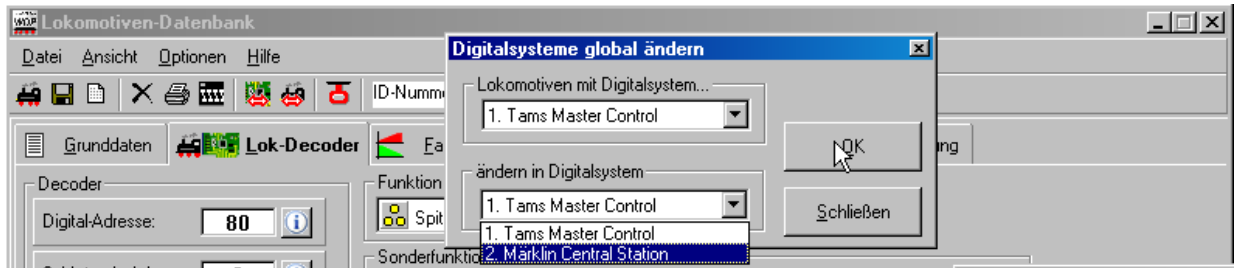 Lokomotiven-Datenbank
Datei Ansicht Optionen Hilfe
Digitalsysteme global ändern
Lokomotiven mit Digitalsystem...
1. Tams Master Control
OK
ändern in Digitalsystem
1. Tams Master Control
Schließen
1. Tams Master Control
2. Märklin Central Station
ID-Numme
Grunddaten Lok-Decoder Fa ng
Decoder Funktion
Digital-Adresse: 80 Spit
Sonderfunktio